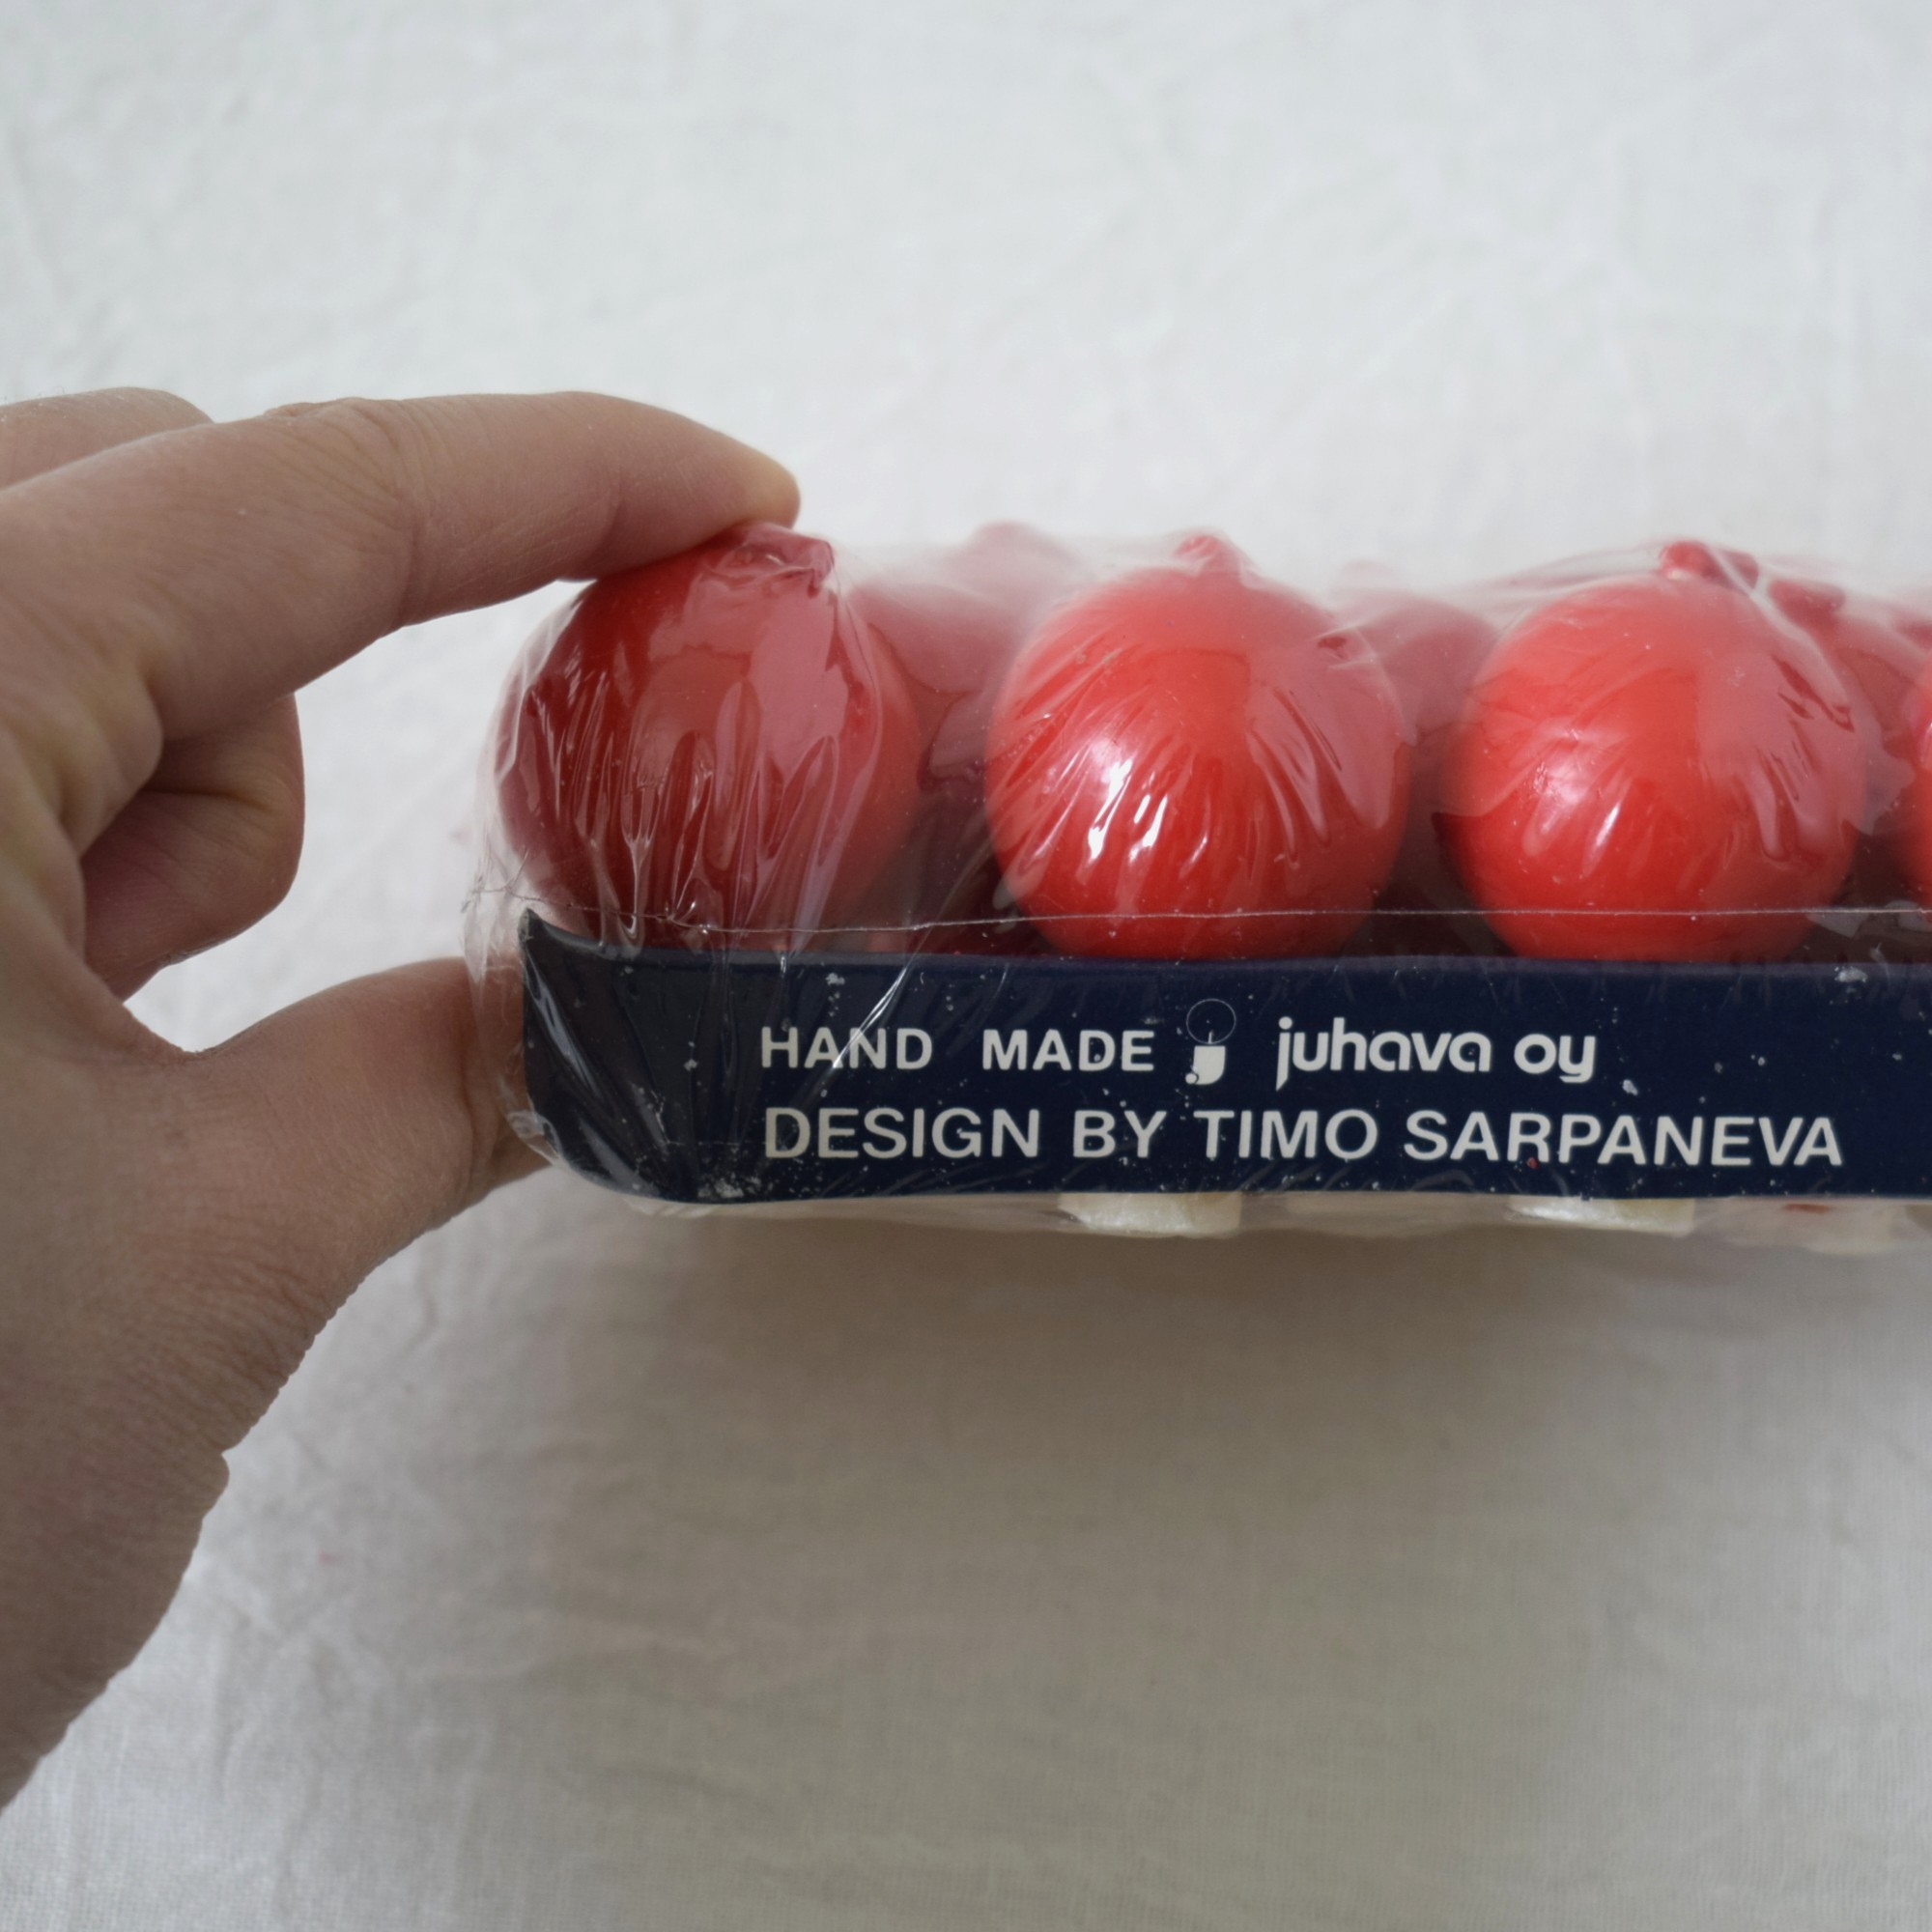 HAND MADE juhava oy
DESIGN BY TIMO SARPANEVA